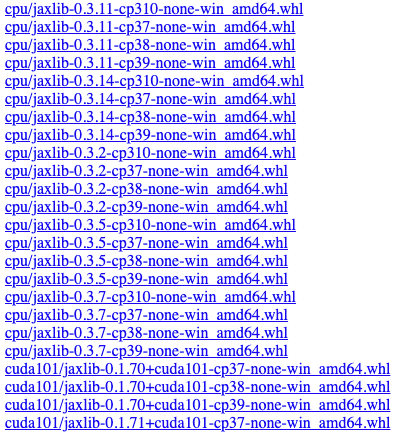 cpu/jaxlib-0.3.11-cp310-none-win_amd64.whl
cpu/jaxlib-0.3.11-cp37-none-win_amd64.whl
cpu/jaxlib-0.3.11-cp38-none-win_amd64.whl
cpu/jaxlib-0.3.11-cp39-none-win_amd64.whl
cpu/jaxlib-0.3.14-cp310-none-win_amd64.whl
cpu/jaxlib-0.3.14-cp37-none-win_amd64.whl
cpu/jaxlib-0.3.14-cp38-none-win_amd64.whl
cpu/jaxlib-0.3.14-cp39-none-win_amd64.whl
cpu/jaxlib-0.3.2-cp310-none-win_amd64.whl
cpu/jaxlib-0.3.2-cp37-none-win_amd64.whl
cpu/jaxlib-0.3.2-cp38-none-win_amd64.whl
cpu/jaxlib-0.3.2-cp39-none-win_amd64.whl
cpu/jaxlib-0.3.5-cp310-none-win_amd64.whl
cpu/jaxlib-0.3.5-cp37-none-win_amd64.whl
cpu/jaxlib-0.3.5-cp38-none-win_amd64.whl
cpu/jaxlib-0.3.5-cp39-none-win_amd64.whl
cpu/jaxlib-0.3.7-cp310-none-win_amd64.whl
cpu/jaxlib-0.3.7-cp37-none-win_amd64.whl
cpu/jaxlib-0.3.7-cp38-none-win_amd64.whl
cpu/jaxlib-0.3.7-cp39-none-win_amd64.whl
cuda101/jaxlib-0.1.70+cuda101-cp37-none-win_amd64.whl
cuda101/jaxlib-0.1.70+cuda101-cp38-none-win_amd64.whl
cuda101/jaxlib-0.1.70+cuda101-cp39-none-win_amd64.whl
cuda101/jaxlib-0.1.71+cuda101-cp37-none-win_amd64.whl